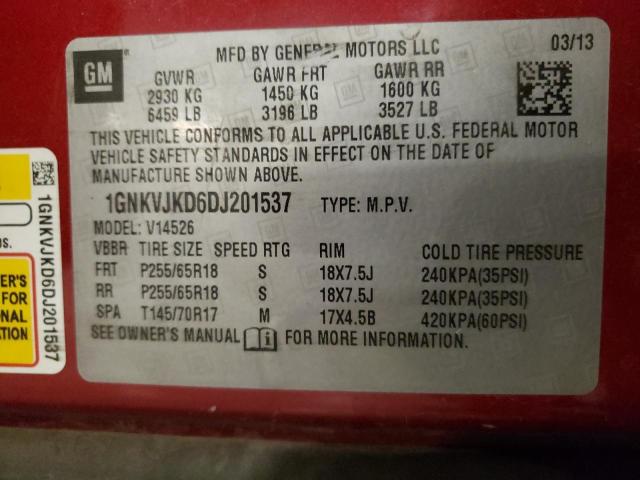 GM
MFD BY GENERAL MOTORS LLC
03/13
GVWR GAWR FRT GAWR RR
2930 KG 1450 KG 1600 KG
6459 LB 3196 LB 3527 LB
THIS VEHICLE CONFORMS TO ALL APPLICABLE U.S. FEDERAL MOTOR
VEHICLE SAFETY STANDARDS IN EFFECT ON THE DATE OF
MANUFACTURE SHOWN ABOVE.
1GNKVJKD6DJ201537 TYPE: M.P.V.
MODEL: V14526
VBBR TIRE SIZE SPEED RTG RIM COLD TIRE PRESSURE
FRT P255/65R18 S 18X7.5J 240KPA(35PSI)
RR P255/65R18 S 18X7.5J 240KPA(35PSI)
SPA T145/70R17 M 17X4.5B 420KPA(60PSI)
SEE OWNER'S MANUAL i FOR MORE INFORMATION.
1GNKVJKD6DJ201537